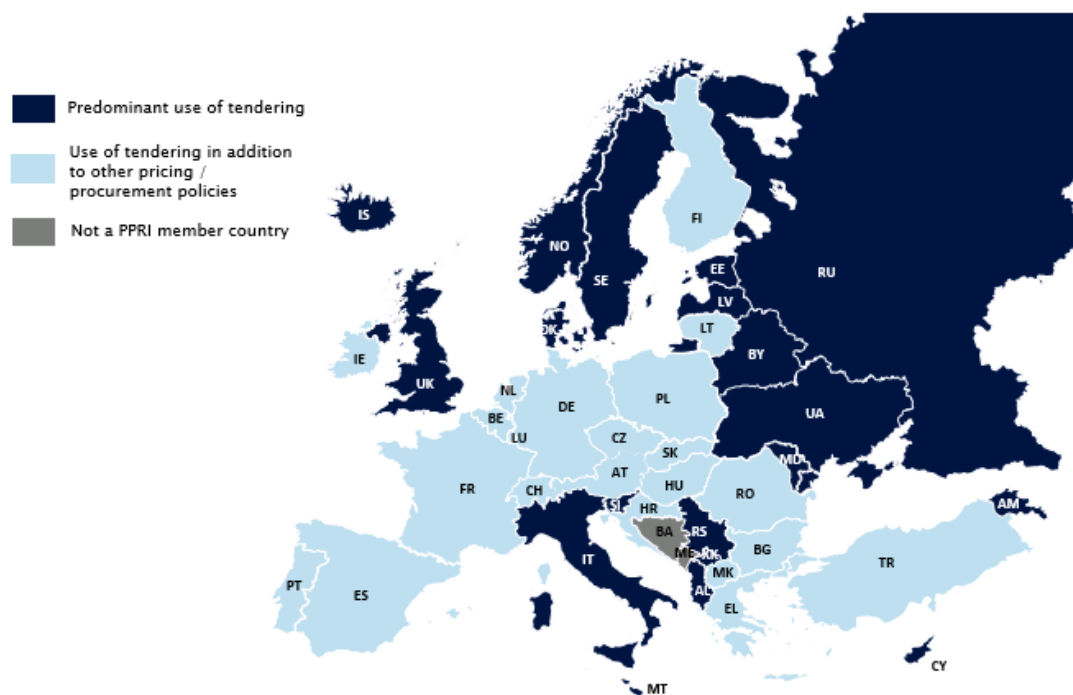 Predominant use of tendering
Use of tendering in addition
to other pricing /
procurement policies
Not a PPRI member country
IS
FI
NO
SE
RU
EE
LV
LT
DK
BY
IE
UK
NL
BE
LU
DE
PL
UA
CZ
SK
MD
AT
HU
RO
FR
CH
SI
HR
AM
BA
RS
ME
XK
BG
IT
MK
AL
EL
TR
PT
ES
CY
MT